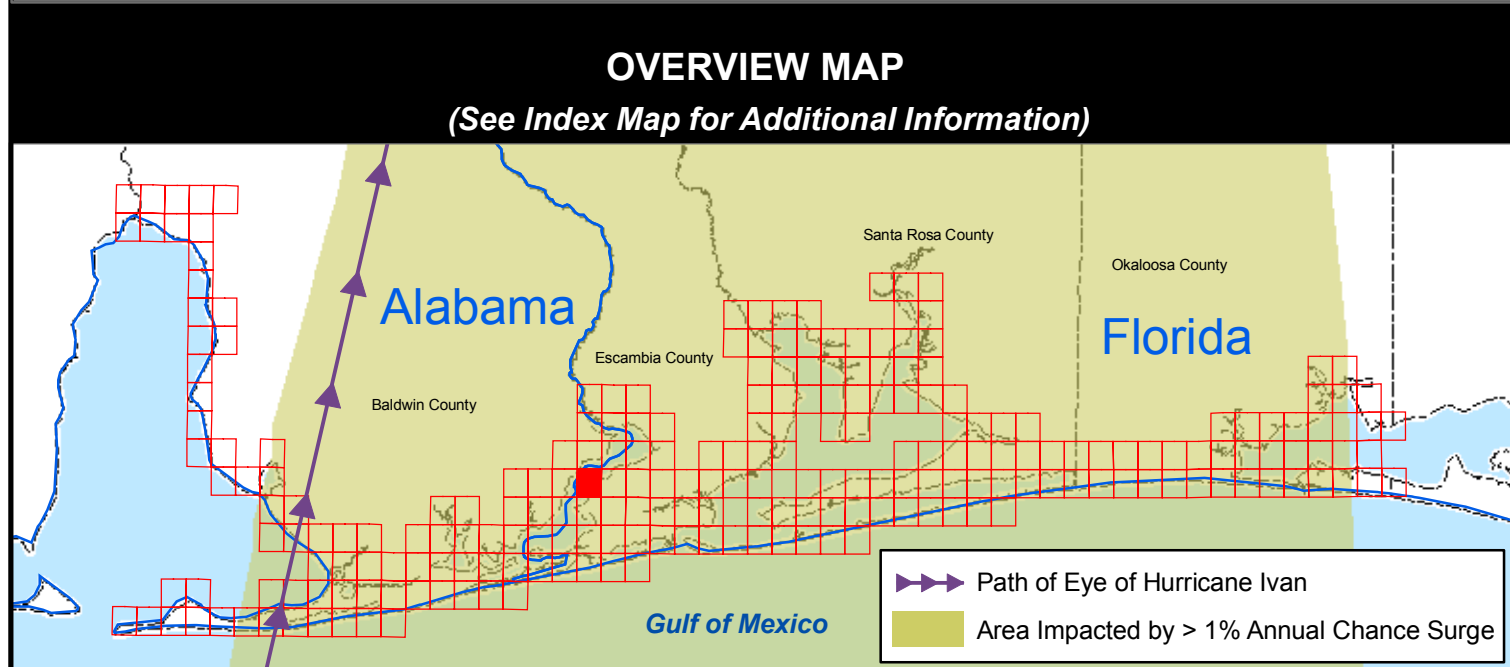 OVERVIEW MAP
(See Index Map for Additional Information)
Santa Rosa County
Okaloosa County
Alabama
Florida
Escambia County
Baldwin County
Path of Eye of Hurricane Ivan
Gulf of Mexico
Area Impacted by > 1% Annual Chance Surge